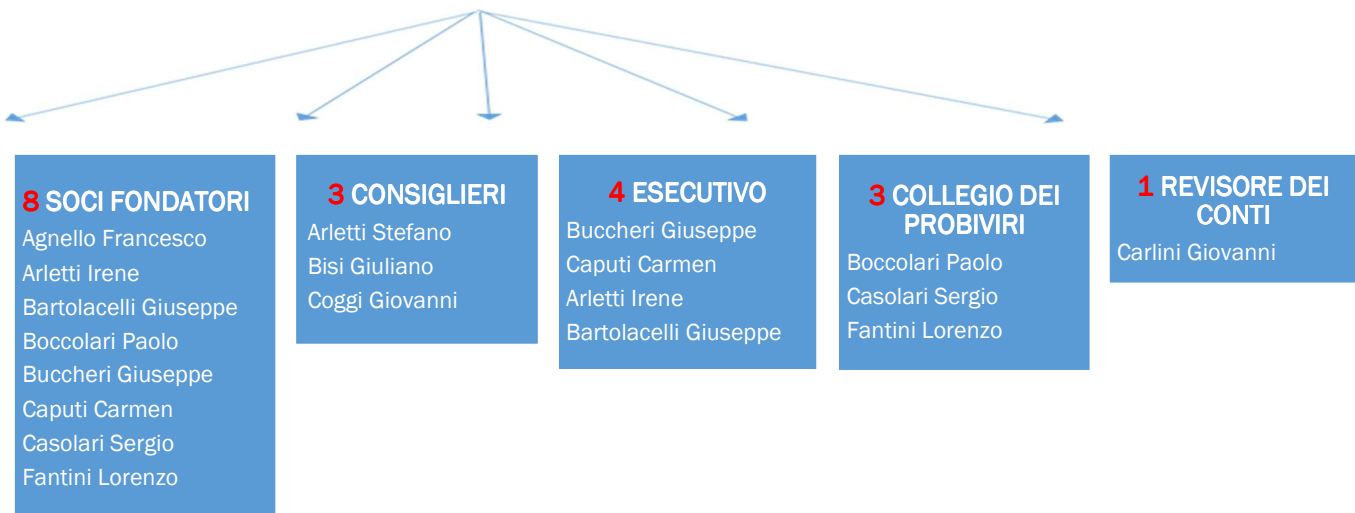 8 SOCI FONDATORI
Agnello Francesco
Arletti Irene
Bartolacelli Giuseppe
Boccolari Paolo
Buccheri Giuseppe
Caputi Carmen
Casolari Sergio
Fantini Lorenzo
3 CONSIGLIERI
Arletti Stefano
Bisi Giuliano
Coggi Giovanni
4 ESECUTIVO
Buccheri Giuseppe
Caputi Carmen
Arletti Irene
Bartolacelli Giuseppe
3 COLLEGIO DEI
PROBIVIRI
Boccolari Paolo
Casolari Sergio
Fantini Lorenzo
1 REVISORE DEI
CONTI
Carlini Giovanni